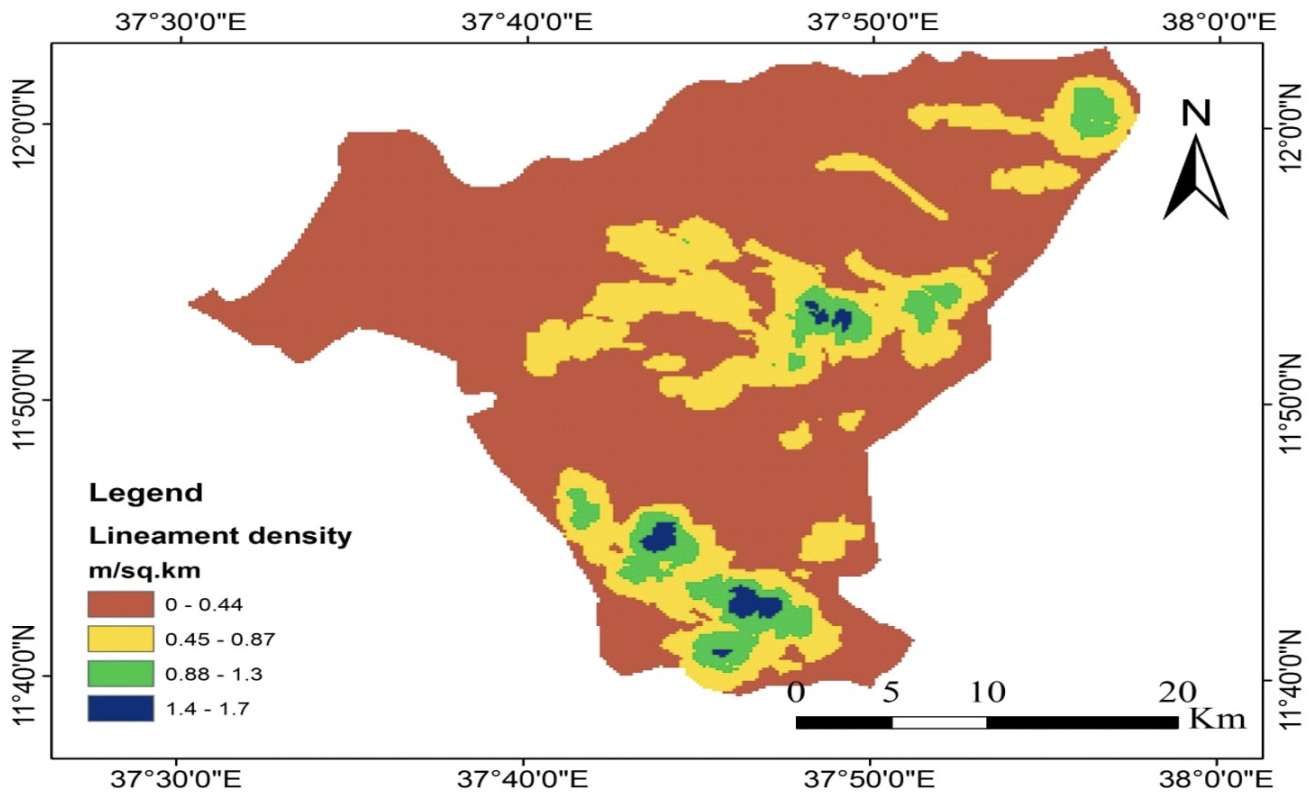 37°30'0"E 37°40'0"E 37°50'0"E 38°0'0"E
12°0'0"N
12°0'0"N
N
11°50'0"N
11°50'0"N
Legend
Lineament density
m/sq.km
0 - 0.44
0.45 - 0.87
0.88 - 1.3
1.4 - 1.7
11°40'0"N
11°40'0"N
0 5 10 20
Km
37°30'0"E 37°40'0"E 37°50'0"E 38°0'0"E